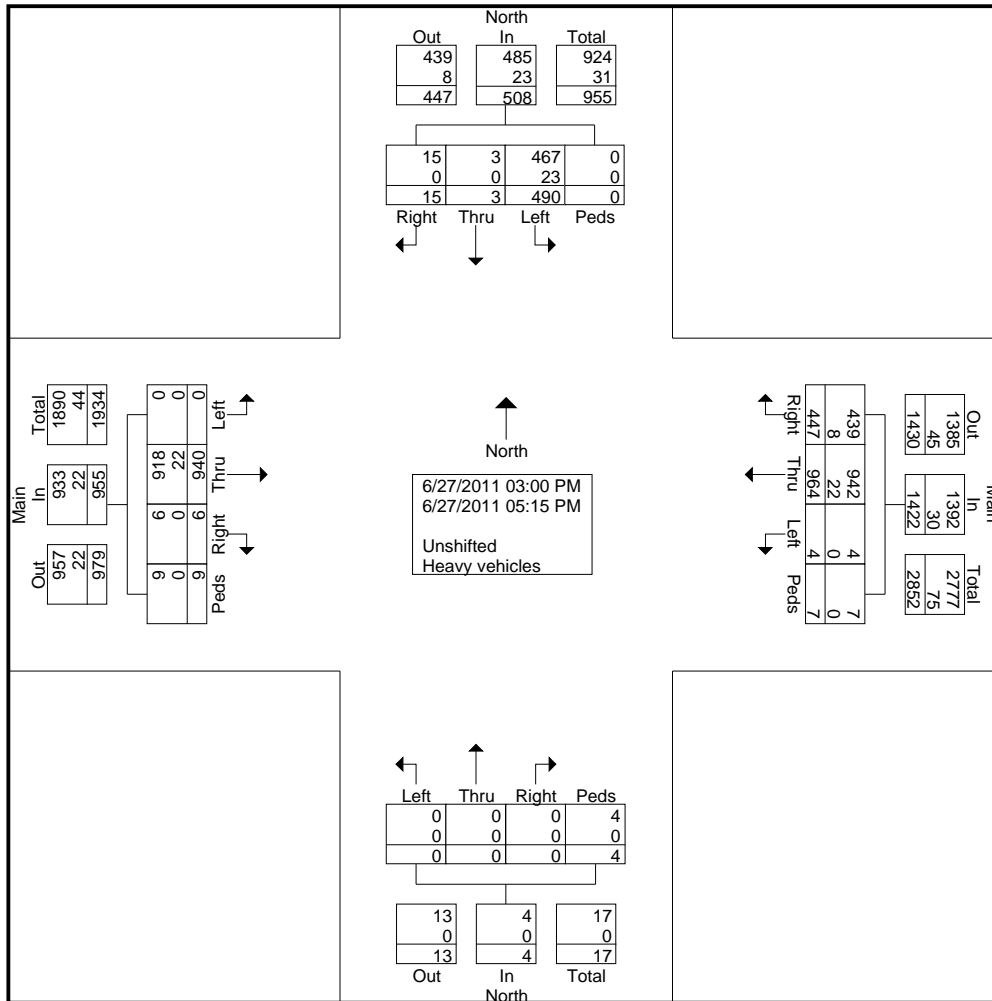 North
Out In Total
439 485 924
8 23 31
447 508 955
15 3 467 0
0 0 23 0
15 3 490 0
Right Thru Left Peds
Main
Total In Out
1890 933 957
44 22 22
1934 955 979
0 918 6 9
0 22 0 0
0 940 6 9
Left Thru Right Peds
North
6/27/2011 03:00 PM
6/27/2011 05:15 PM
Unshifted
Heavy vehicles
Right Thru Left Peds
447 964 4 7
8 22 0 0
439 942 4 7
1430 1422 2852
45 30 75
1385 1392 2777
Out In Total
Main
Left Thru Right Peds
0 0 0 4
0 0 0 0
0 0 0 4
13 4 17
0 0 0
13 4 17
Out In Total
North